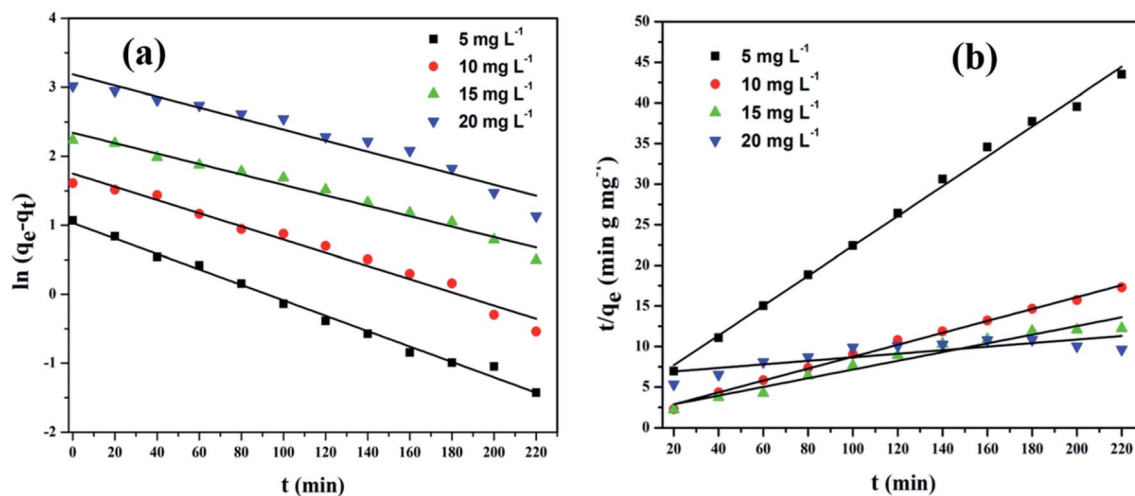 (a)
5 mg L⁻¹
10 mg L⁻¹
15 mg L⁻¹
20 mg L⁻¹
ln (qₑ-qₜ)
4
3
2
1
0
-1
-2
0 20 40 60 80 100 120 140 160 180 200 220
t (min)
(b)
5 mg L⁻¹
10 mg L⁻¹
15 mg L⁻¹
20 mg L⁻¹
t/qₑ (min g mg⁻¹)
50
45
40
35
30
25
20
15
10
5
0
20 40 60 80 100 120 140 160 180 200 220
t (min)